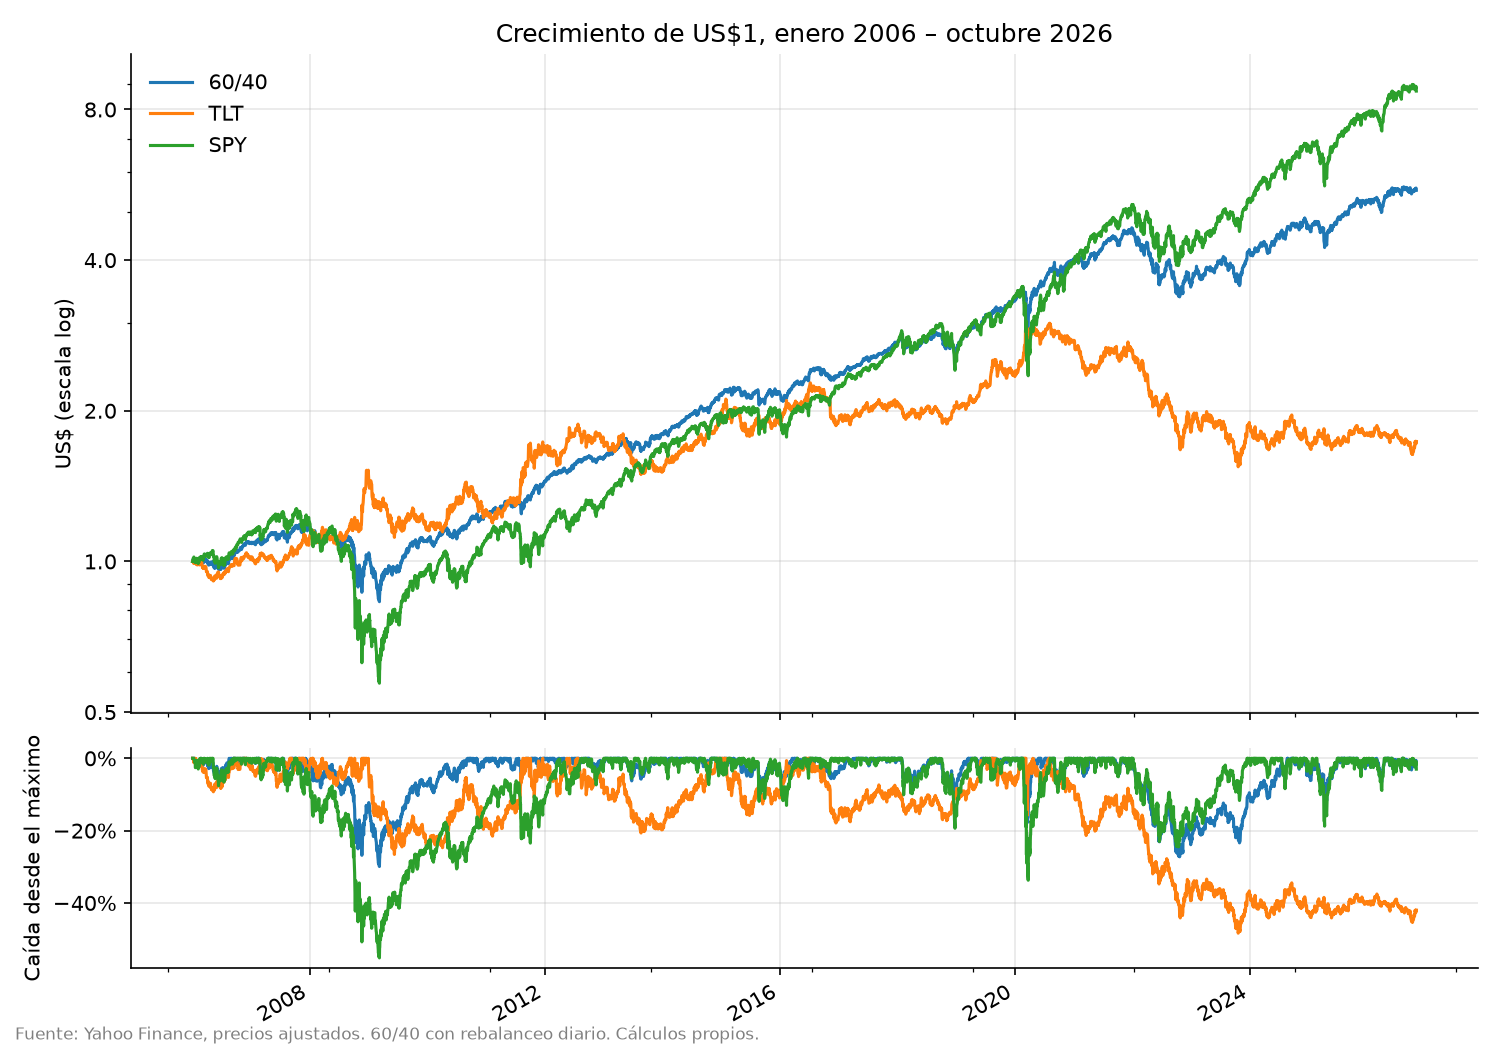 Crecimiento de US$1, enero 2006 – octubre 2026
60/40
TLT
SPY
8.0
4.0
2.0
1.0
0.5
US$ (escala log)
0%
−20%
−40%
Caída desde el máximo
2008
2012
2016
2020
2024
Fuente: Yahoo Finance, precios ajustados. 60/40 con rebalanceo diario. Cálculos propios.